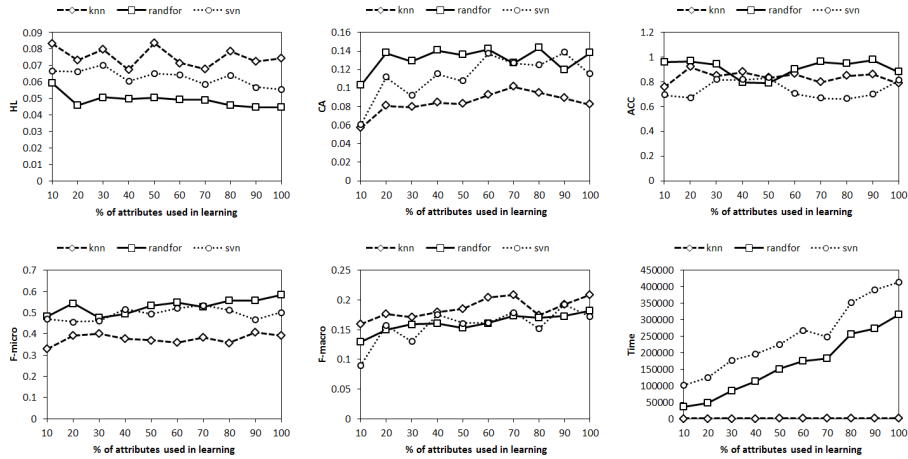 knn randfor svn
0.09
0.08
0.07
0.06
0.05
0.04
0.03
0.02
0.01
0
HL
10 20 30 40 50 60 70 80 90 100
% of attributes used in learning
knn randfor svn
0.16
0.14
0.12
0.1
0.08
0.06
0.04
0.02
0
CA
10 20 30 40 50 60 70 80 90 100
% of attributes used in learning
knn randfor svn
1.2
1
0.8
0.6
0.4
0.2
0
ACC
10 20 30 40 50 60 70 80 90 100
% of attributes used in learning
knn randfor svn
0.7
0.6
0.5
0.4
0.3
0.2
0.1
0
F-micro
10 20 30 40 50 60 70 80 90 100
% of attributes used in learning
knn randfor svn
0.25
0.2
0.15
0.1
0.05
0
F-macro
10 20 30 40 50 60 70 80 90 100
% of attributes used in learning
knn randfor svn
450000
400000
350000
300000
250000
200000
150000
100000
50000
0
Time
10 20 30 40 50 60 70 80 90 100
% of attributes used in learning